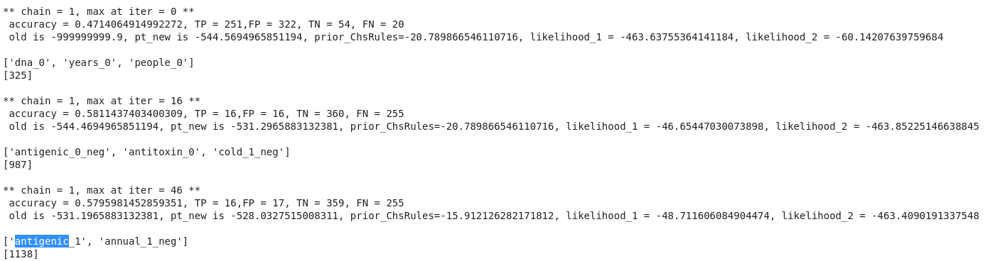 ** chain = 1, max at iter = 0 **
accuracy = 0.4714064914992272, TP = 251,FP = 322, TN = 54, FN = 20
old is -999999999.9, pt_new is -544.5694965851194, prior_ChsRules=-20.789866546110716, likelihood_1 = -463.63755364141184, likelihood_2 = -60.14207639759684
['dna_0', 'years_0', 'people_0']
[325]
** chain = 1, max at iter = 16 **
accuracy = 0.5811437403400309, TP = 16,FP = 16, TN = 360, FN = 255
old is -544.4694965851194, pt_new is -531.2965883132381, prior_ChsRules=-20.789866546110716, likelihood_1 = -46.65447030073898, likelihood_2 = -463.85225146638845
['antigenic_0_neg', 'antitoxin_0', 'cold_1_neg']
[987]
** chain = 1, max at iter = 46 **
accuracy = 0.5795981452859351, TP = 16,FP = 17, TN = 359, FN = 255
old is -531.1965883132381, pt_new is -528.0327515008311, prior_ChsRules=-15.912126282171812, likelihood_1 = -48.711606084904474, likelihood_2 = -463.4090191337548
['antigenic_1', 'annual_1_neg']
[1138]